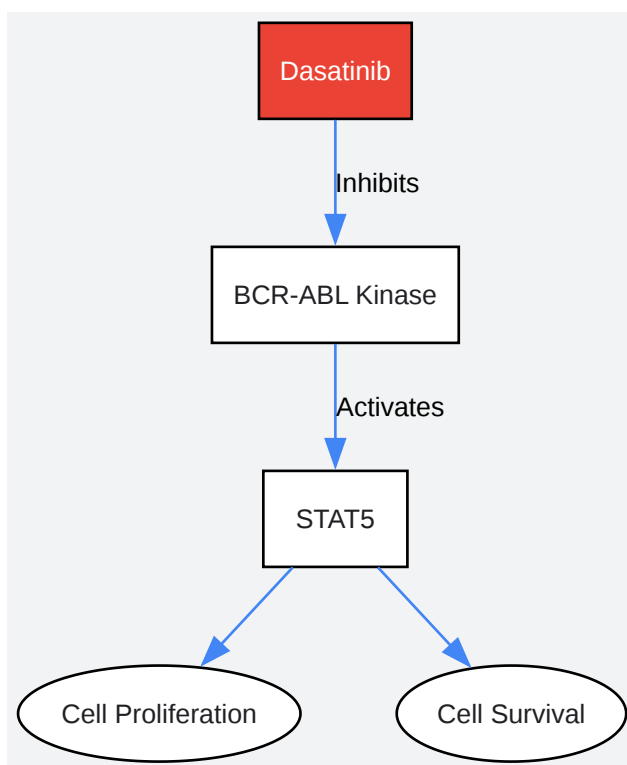 Dasatinib
Inhibits
BCR-ABL Kinase
Activates
STAT5
Cell Proliferation
Cell Survival